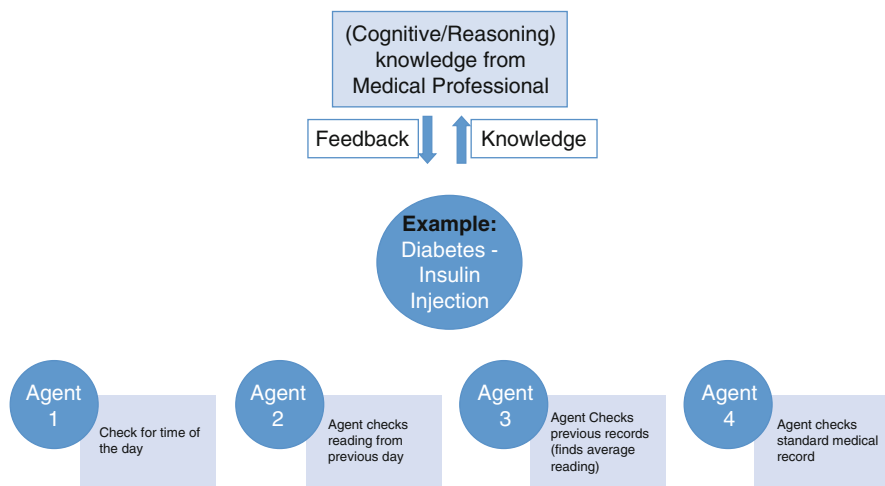 (Cognitive/Reasoning)
knowledge from
Medical Professional
Feedback
Knowledge
Example:
Diabetes -
Insulin
Injection
Agent
1
Check for time of
the day
Agent
2
Agent checks
reading from
previous day
Agent
3
Agent Checks
previous records
(finds average
reading)
Agent
4
Agent checks
standard medical
record